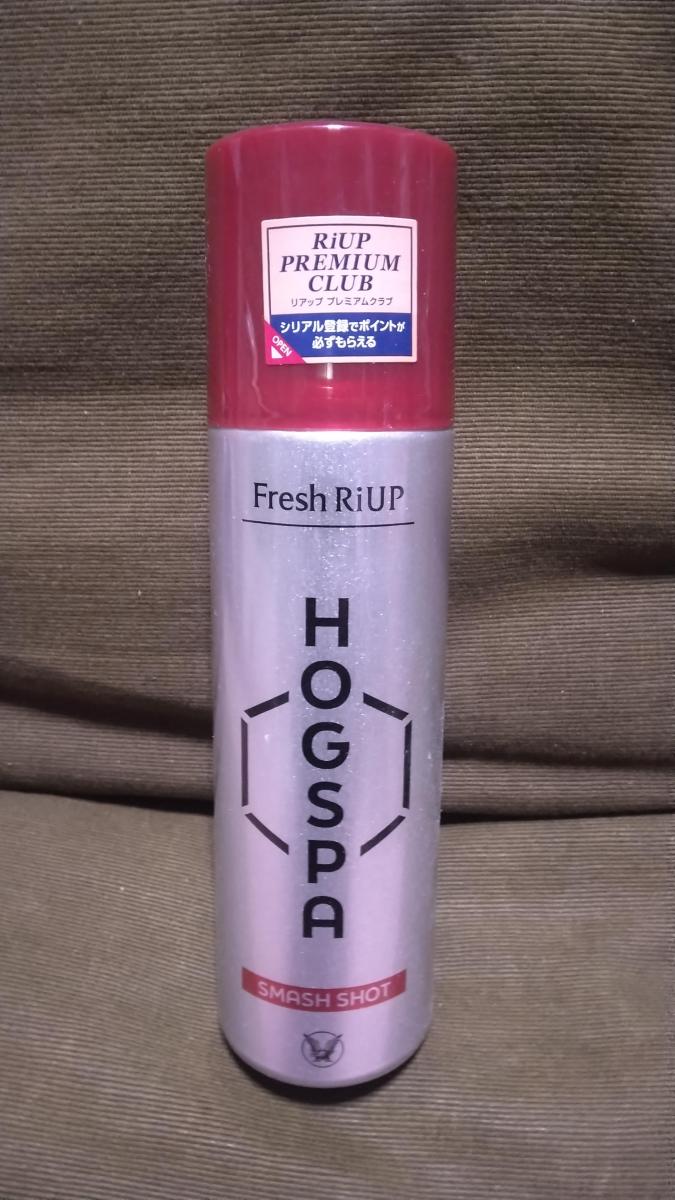 RiUP
PREMIUM
CLUB
リアップ プレミアムクラブ
シリアル登録でポイントが
必ずもらえる
OPEN
Fresh RiUP
HOGSPA
SMASH SHOT